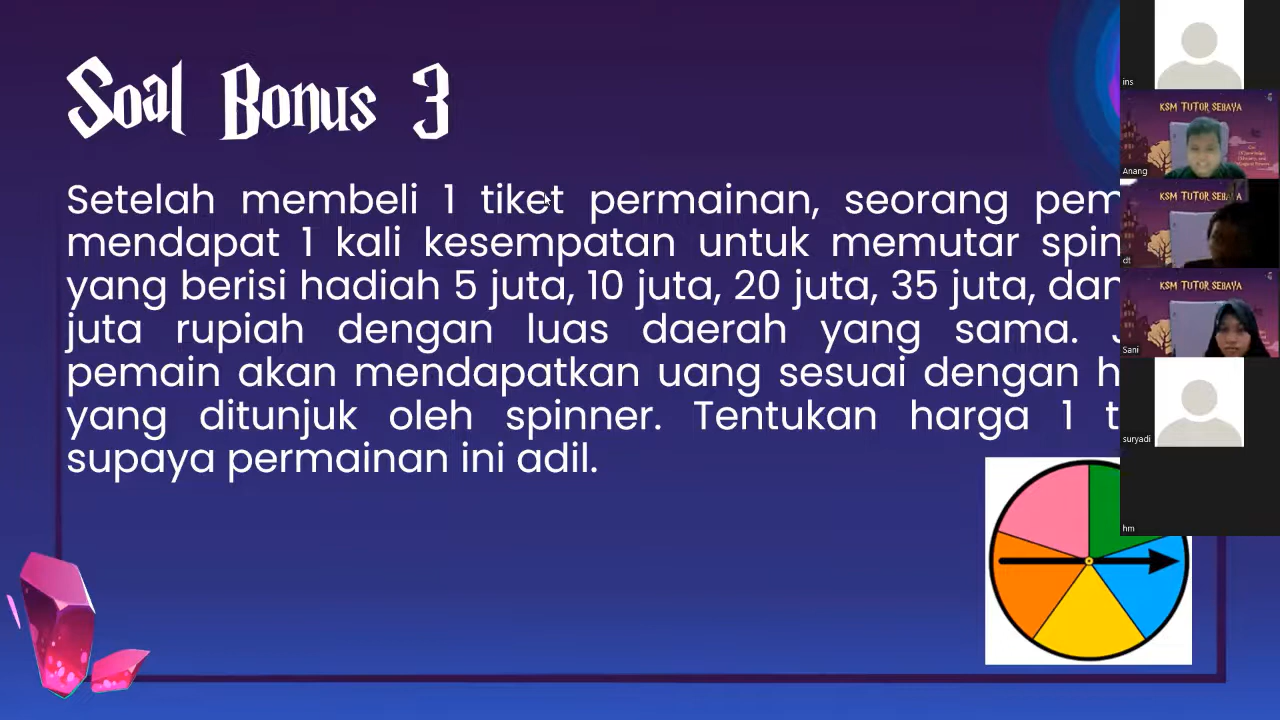 Soal Bonus 3
Setelah membeli 1 tiket permainan, seorang
mendapat 1 kali kesempatan untuk memutar
yang berisi hadiah 5 juta, 10 juta, 20 juta, 35 juta, dan
juta rupiah dengan luas daerah yang sama.
pemain akan mendapatkan uang sesuai dengan
yang ditunjuk oleh spinner. Tentukan harga 1
supaya permainan ini adil.
ins
KSM TUTOR SEBAYA
Anang
KSM TUTOR SEBAYA
dt
KSM TUTOR SEBAYA
Sani
suryadi
hm